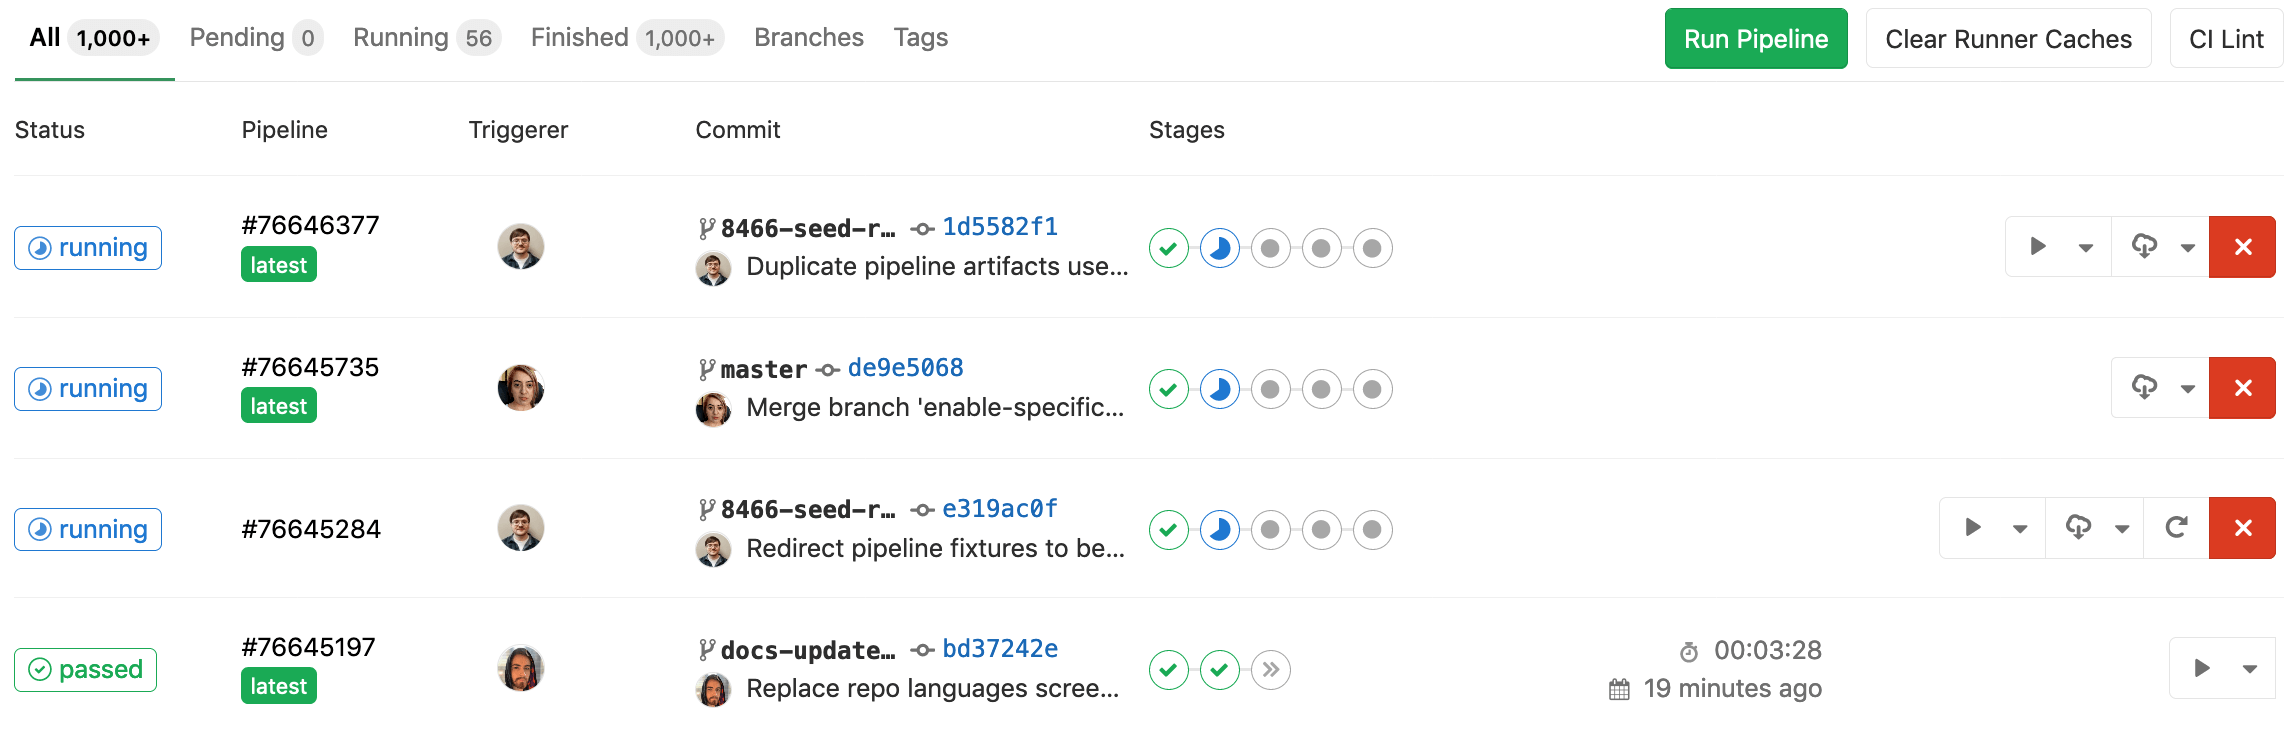 All 1,000+ Pending 0 Running 56 Finished 1,000+ Branches Tags Run Pipeline Clear Runner Caches CI Lint
Status Pipeline Triggerer Commit Stages
running #76646377 latest 8466-seed-r… 1d5582f1
Duplicate pipeline artifacts use...
running #76645735 latest master de9e5068
Merge branch 'enable-specific...
running #76645284 8466-seed-r… e319ac0f
Redirect pipeline fixtures to be...
passed #76645197 latest docs-update… bd37242e 00:03:28
Replace repo languages scree... 19 minutes ago